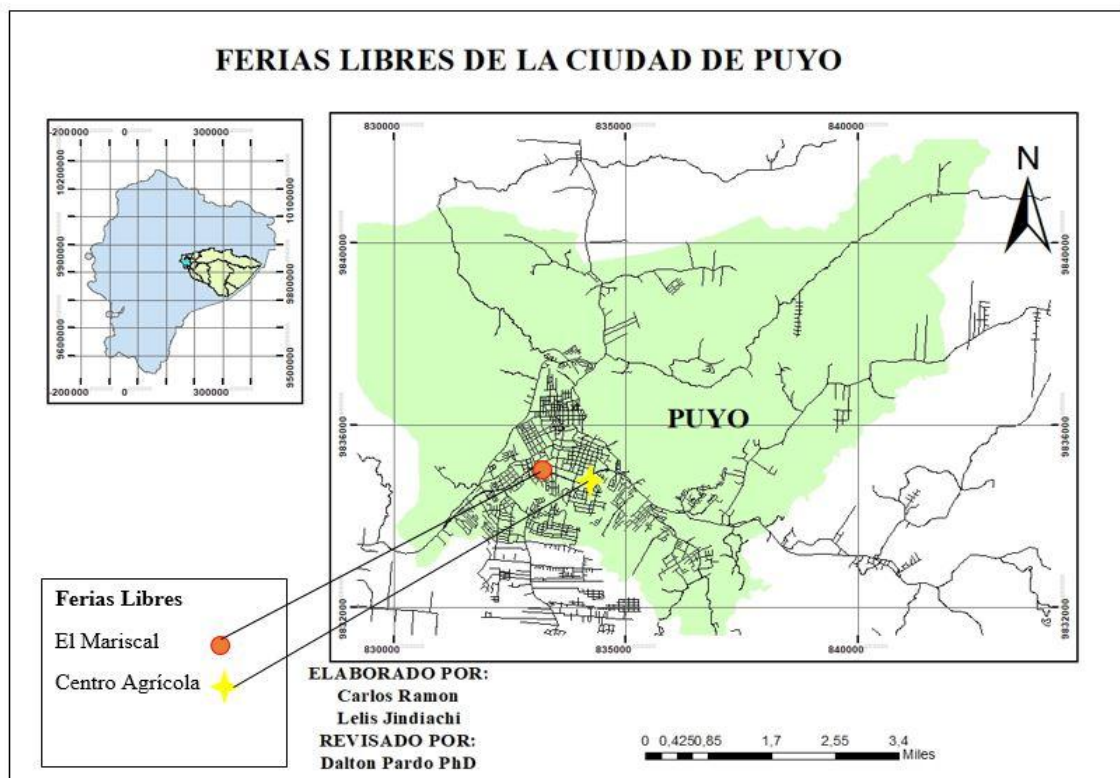 FERIAS LIBRES DE LA CIUDAD DE PUYO
-200000 0 300000
10200000
9900000
9600000
10100000
9800000
9500000
-200000 0 300000
830000 835000 840000
N
9840000
9836000
9832000
9840000
9836000
9832000
PUYO
830000 835000 840000
Ferias Libres
El Mariscal
Centro Agrícola
ELABORADO POR:
Carlos Ramon
Lelis Jindiachi
REVISADO POR:
Dalton Pardo PhD
0 0,425 0,85 1,7 2,55 3,4
Miles